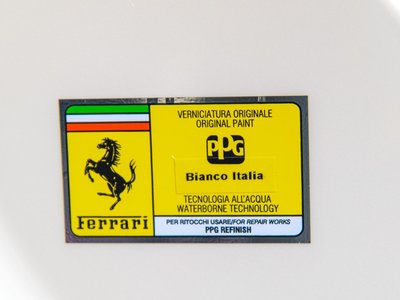 VERNICIATURA ORIGINALE
ORIGINAL PAINT
PPG
Bianco Italia
TECNOLOGIA ALL'ACQUA
WATERBORNE TECHNOLOGY
Ferrari
PER RITOCCHI USARE/FOR REPAIR WORKS
PPG REFINISH